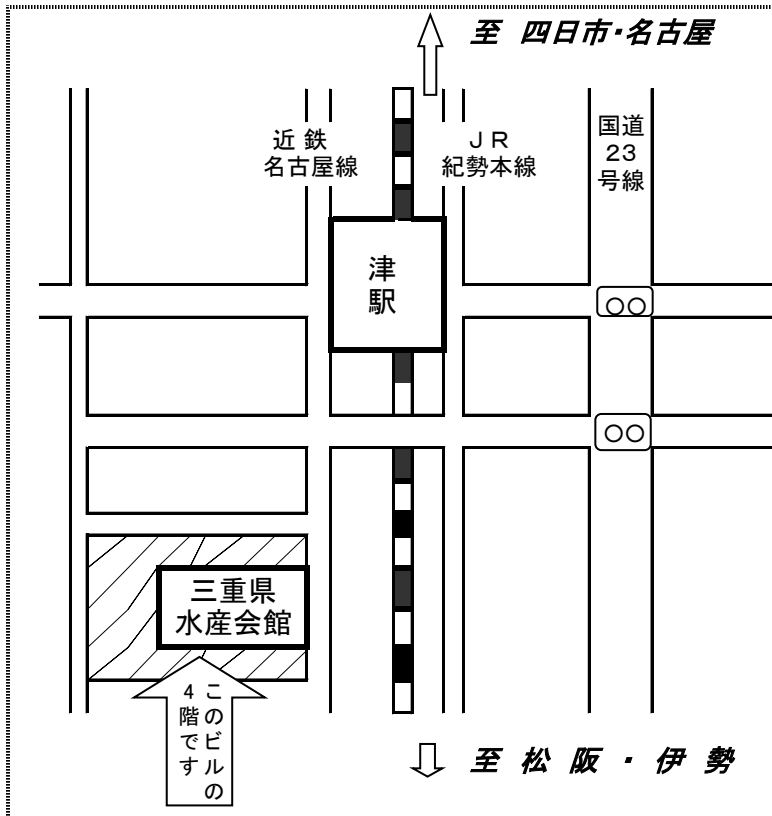 至 四日市・名古屋
近 鉄
名古屋線
ＪＲ
紀勢本線
国道
23
号線
津
駅
三重県
水産会館
このビルの
4階です
至 松 阪 ・ 伊 勢